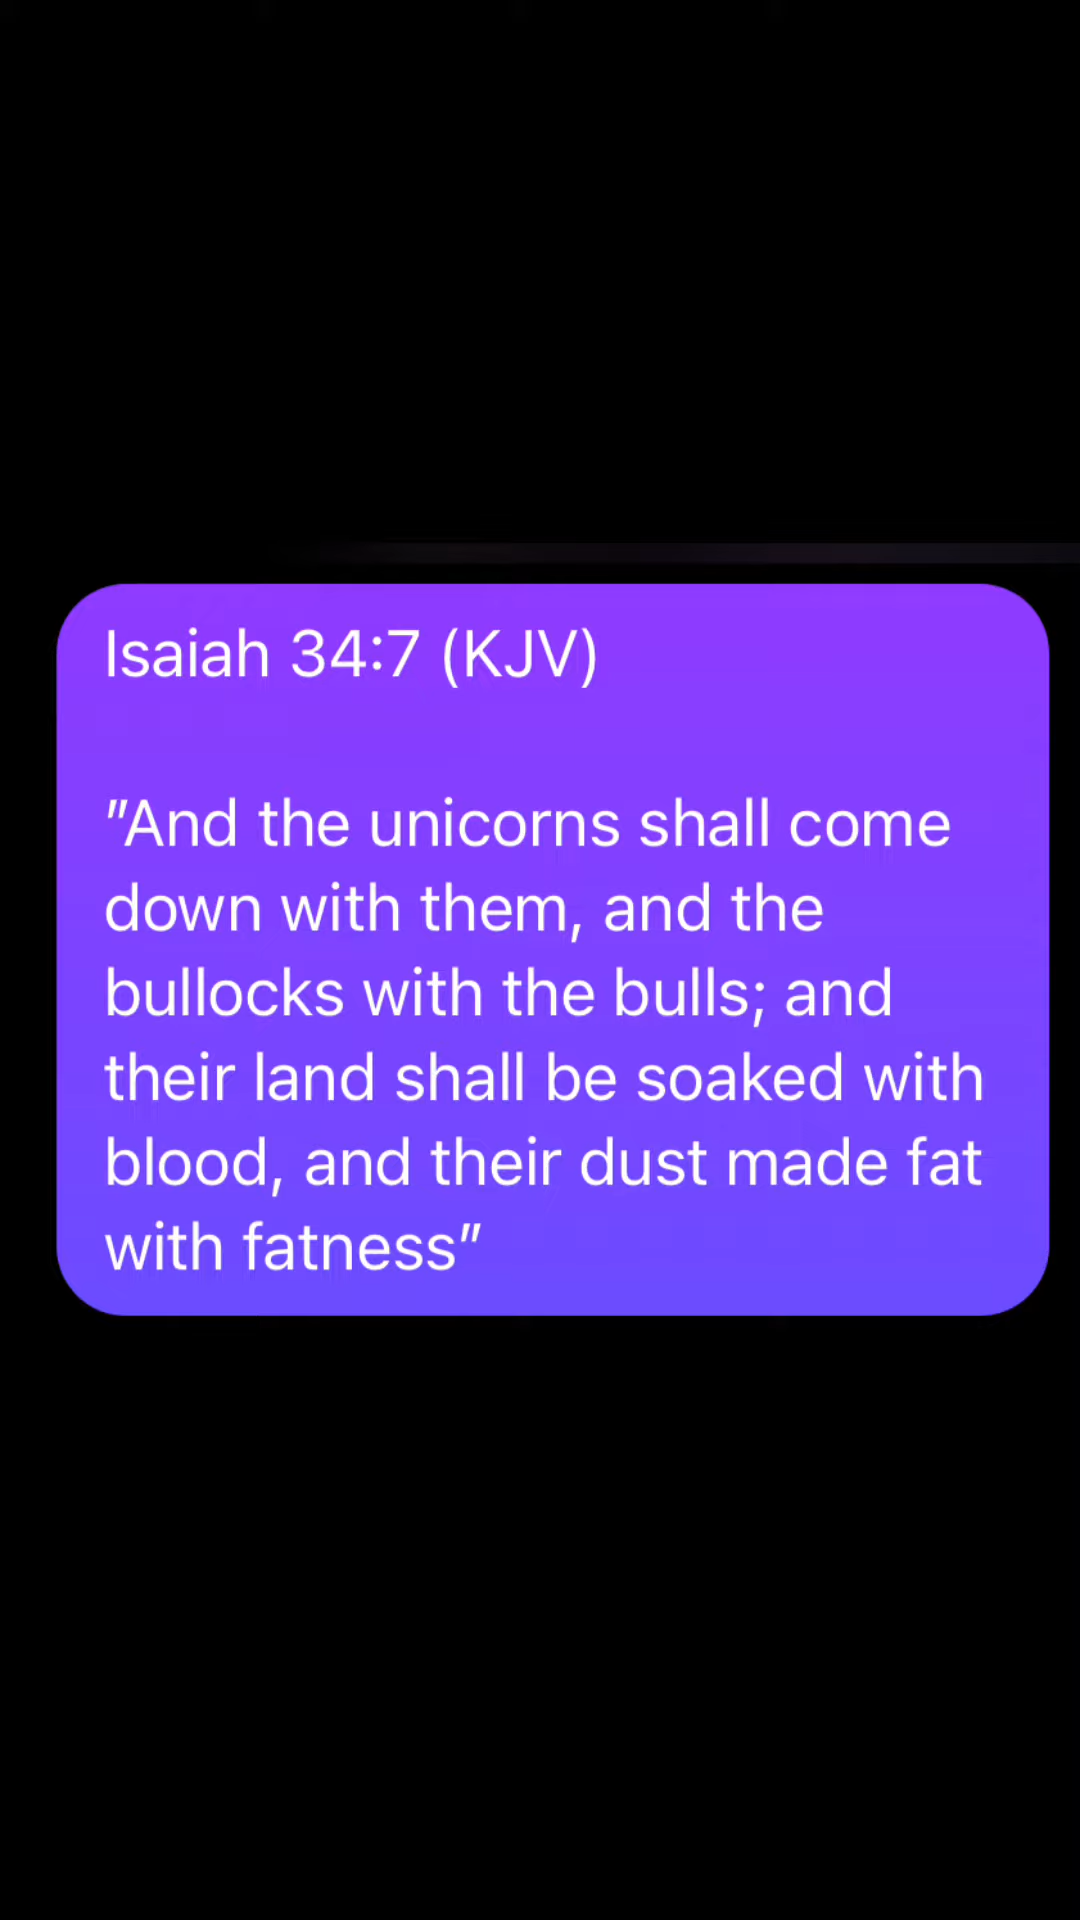 Isaiah 34:7 (KJV)
"And the unicorns shall come
down with them, and the
bullocks with the bulls; and
their land shall be soaked with
blood, and their dust made fat
with fatness"